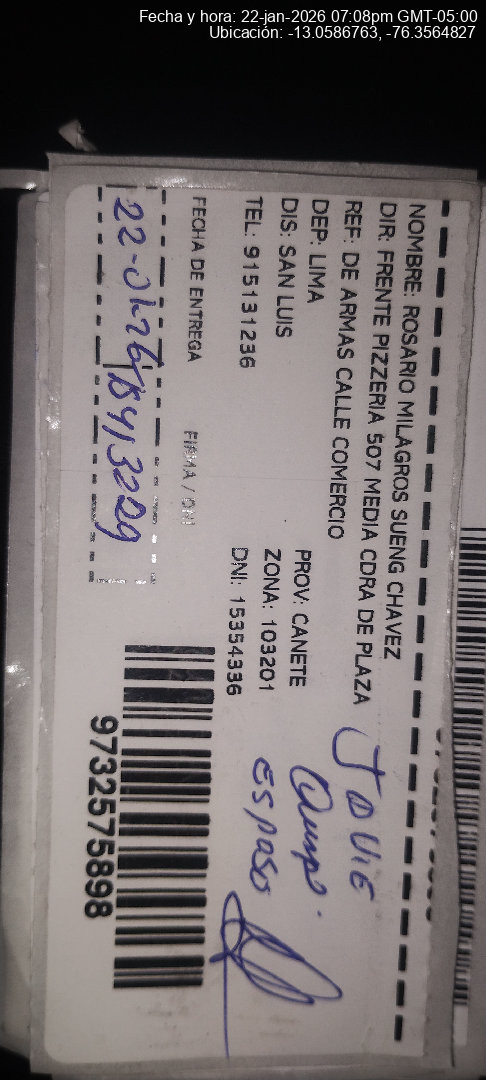 Fecha y hora: 22-jan-2026 07:08pm GMT-05:00
Ubicación: -13.0586763, -76.3564827
NOMBRE: ROSARIO MILAGROS SUENG CHAVEZ
DIR: FRENTE PIZZERIA 507 MEDIA CDRA DE PLAZA
REF: DE ARMAS CALLE COMERCIO
DEP: LIMA PROV: CANETE
DIS: SAN LUIS ZONA: 103201
TEL: 915131236 DNI: 15354336
FECHA DE ENTREGA FIRMA / DNI
22-01-26
Esposo
9732575898